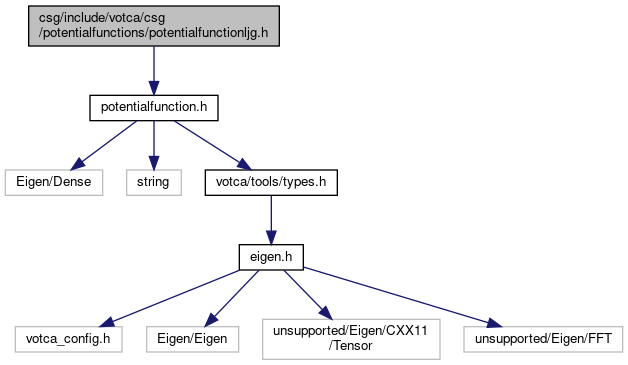 csg/include/votca/csg
/potentialfunctions/potentialfunctionljg.h
potentialfunction.h
Eigen/Dense
string
votca/tools/types.h
eigen.h
votca_config.h
Eigen/Eigen
unsupported/Eigen/CXX11
/Tensor
unsupported/Eigen/FFT